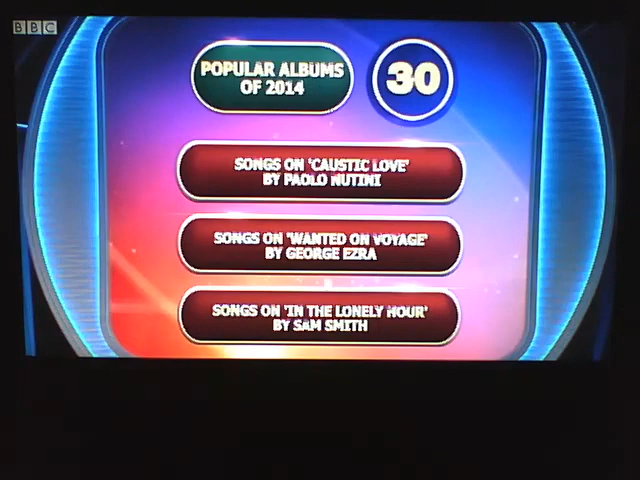 BBC
POPULAR ALBUMS
OF 2014
30
SONGS ON 'CAUSTIC LOVE'
BY PAOLO NUTINI
SONGS ON 'WANTED ON VOYAGE'
BY GEORGE EZRA
SONGS ON 'IN THE LONELY HOUR'
BY SAM SMITH